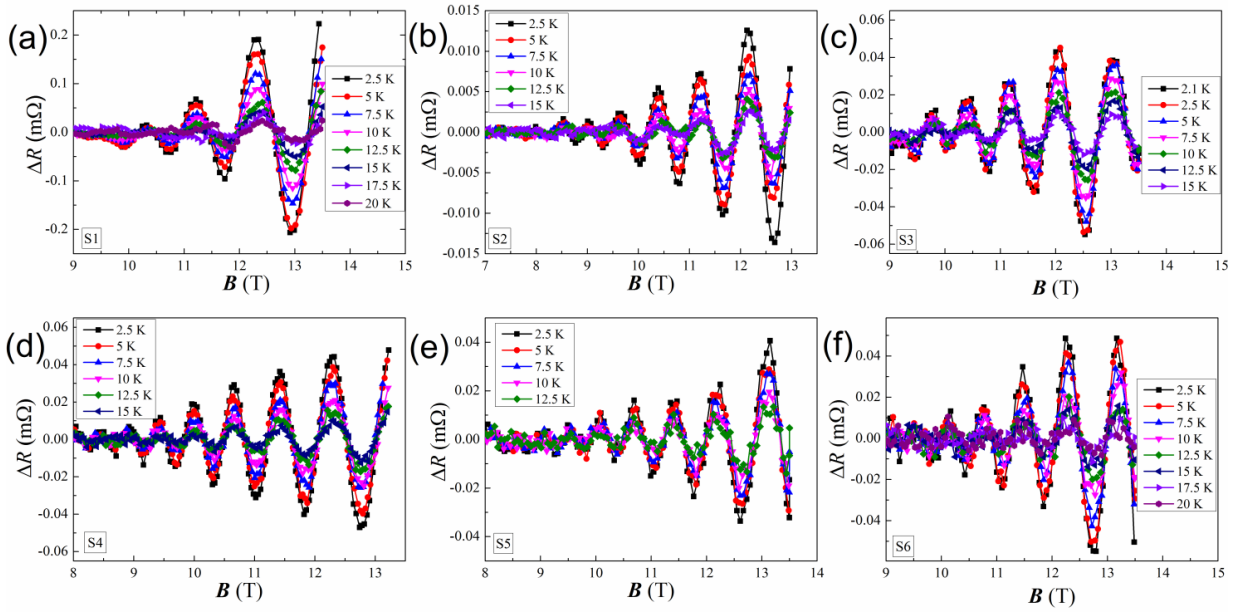 (a)
ΔR (mΩ)
0.2
0.1
0.0
-0.1
-0.2
2.5 K
5 K
7.5 K
10 K
12.5 K
15 K
17.5 K
20 K
S1
9 10 11 12 13 14 15
B (T)
(b)
ΔR (mΩ)
0.015
0.010
0.005
0.000
-0.005
-0.010
-0.015
2.5 K
5 K
7.5 K
10 K
12.5 K
15 K
S2
7 8 9 10 11 12 13
B (T)
(c)
ΔR (mΩ)
0.06
0.04
0.02
0.00
-0.02
-0.04
-0.06
2.1 K
2.5 K
5 K
7.5 K
10 K
12.5 K
15 K
S3
9 10 11 12 13 14 15
B (T)
(d)
ΔR (mΩ)
0.06
0.04
0.02
0.00
-0.02
-0.04
-0.06
2.5 K
5 K
7.5 K
10 K
12.5 K
15 K
S4
8 9 10 11 12 13
B (T)
(e)
ΔR (mΩ)
0.04
0.02
0.00
-0.02
-0.04
2.5 K
5 K
7.5 K
10 K
12.5 K
S5
8 9 10 11 12 13 14
B (T)
(f)
ΔR (mΩ)
0.04
0.02
0.00
-0.02
-0.04
2.5 K
5 K
7.5 K
10 K
12.5 K
15 K
17.5 K
20 K
S6
9 10 11 12 13 14 15
B (T)